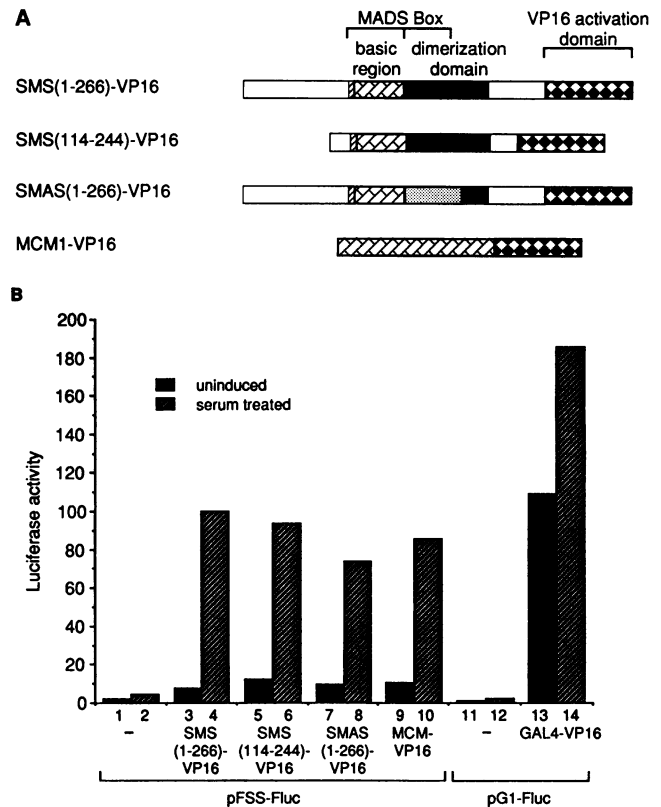 A
MADS Box
VP16 activation domain
basic region
dimerization domain
SMS(1-266)-VP16
SMS(114-244)-VP16
SMAS(1-266)-VP16
MCM1-VP16
B
200
180
160
140
120
100
80
60
40
20
0
Luciferase activity
uninduced
serum treated
1 2 3 4 5 6 7 8 9 10 11 12 13 14
– SMS (1-266)- VP16 SMS (114-244)- VP16 SMAS (1-266)- VP16 MCM- VP16 – GAL4-VP16
pFSS-Fluc pG1-Fluc